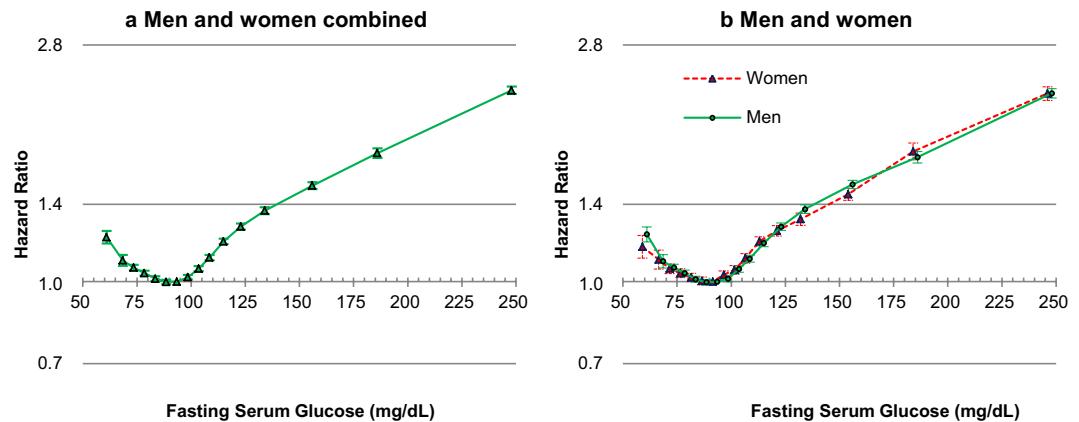 a Men and women combined
2.8
1.4
1.0
0.7
50 75 100 125 150 175 200 225 250
Hazard Ratio
Fasting Serum Glucose (mg/dL)
b Men and women
2.8
1.4
1.0
0.7
50 75 100 125 150 175 200 225 250
Women
Men
Hazard Ratio
Fasting Serum Glucose (mg/dL)